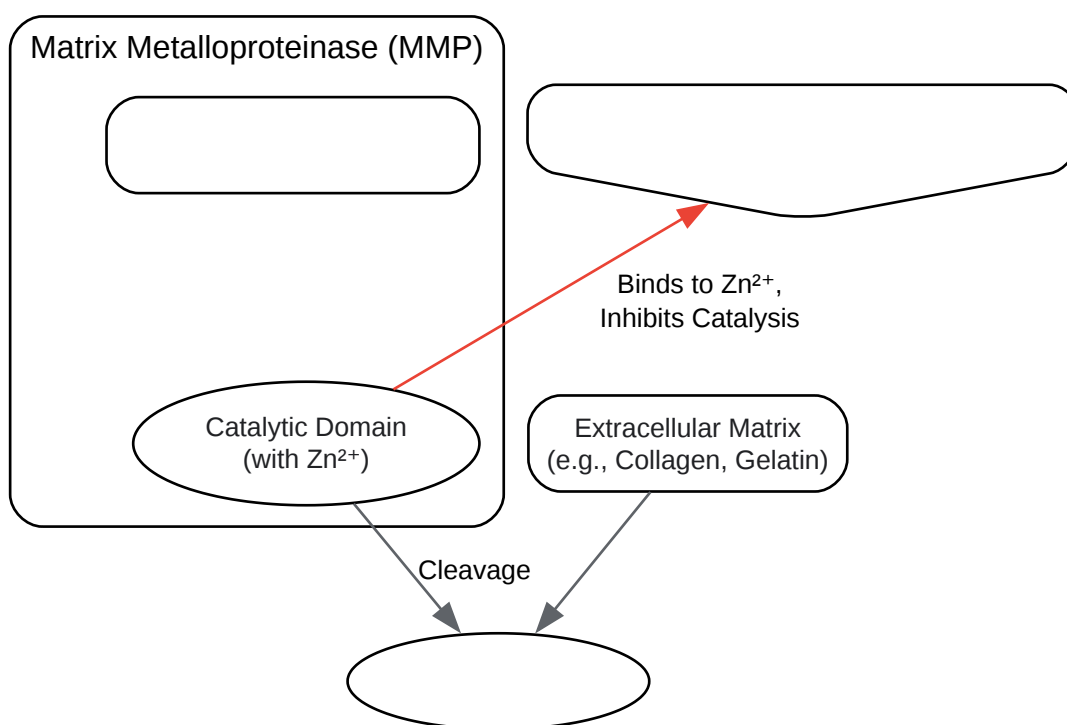 Matrix Metalloproteinase (MMP)
Binds to Zn²⁺,
Inhibits Catalysis
Catalytic Domain
(with Zn²⁺)
Extracellular Matrix
(e.g., Collagen, Gelatin)
Cleavage